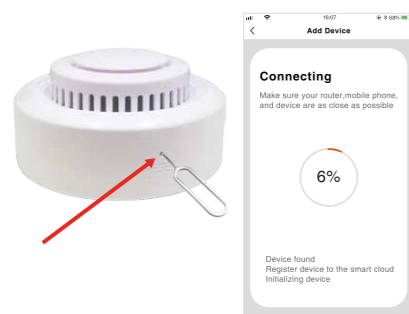 16:07
68%
Add Device
Connecting
Make sure your router,mobile phone,
and device are as close as possible
6%
Device found
Register device to the smart cloud
Initializing device